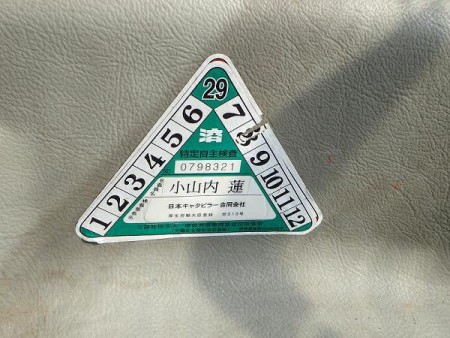 29
1 2 3 4 5 6
7 8 9 10 11 12
済
特定自主検査
0798321
小山内 蓮
日本キャタピラー合同会社